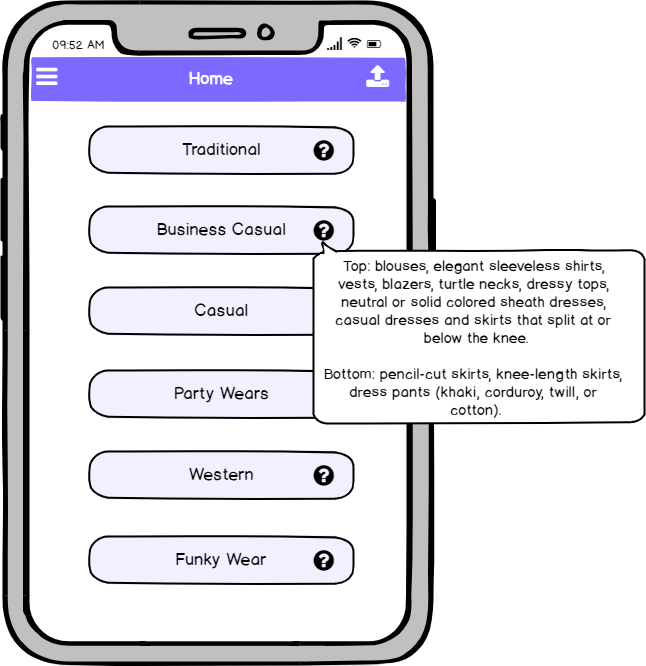 09:52 AM
Home
Traditional
Business Casual
Top: blouses, elegant sleeveless shirts,
vests, blazers, turtle necks, dressy tops,
neutral or solid colored sheath dresses,
casual dresses and skirts that split at or
below the knee.
Bottom: pencil-cut skirts, knee-length skirts,
dress pants (khaki, corduroy, twill, or
cotton).
Casual
Party Wears
Western
Funky Wear